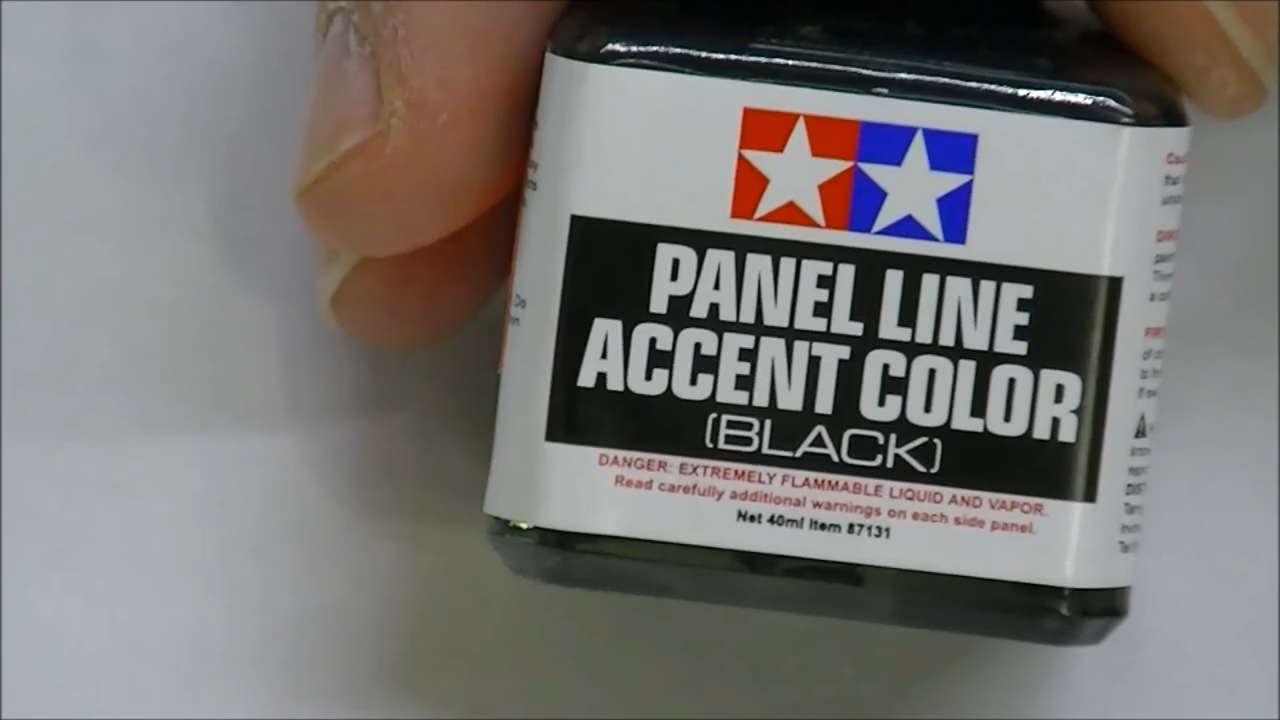 PANEL LINE
ACCENT COLOR
(BLACK)
DANGER: EXTREMELY FLAMMABLE LIQUID AND VAPOR.
Read carefully additional warnings on each side panel.
Net 40ml Item 87131